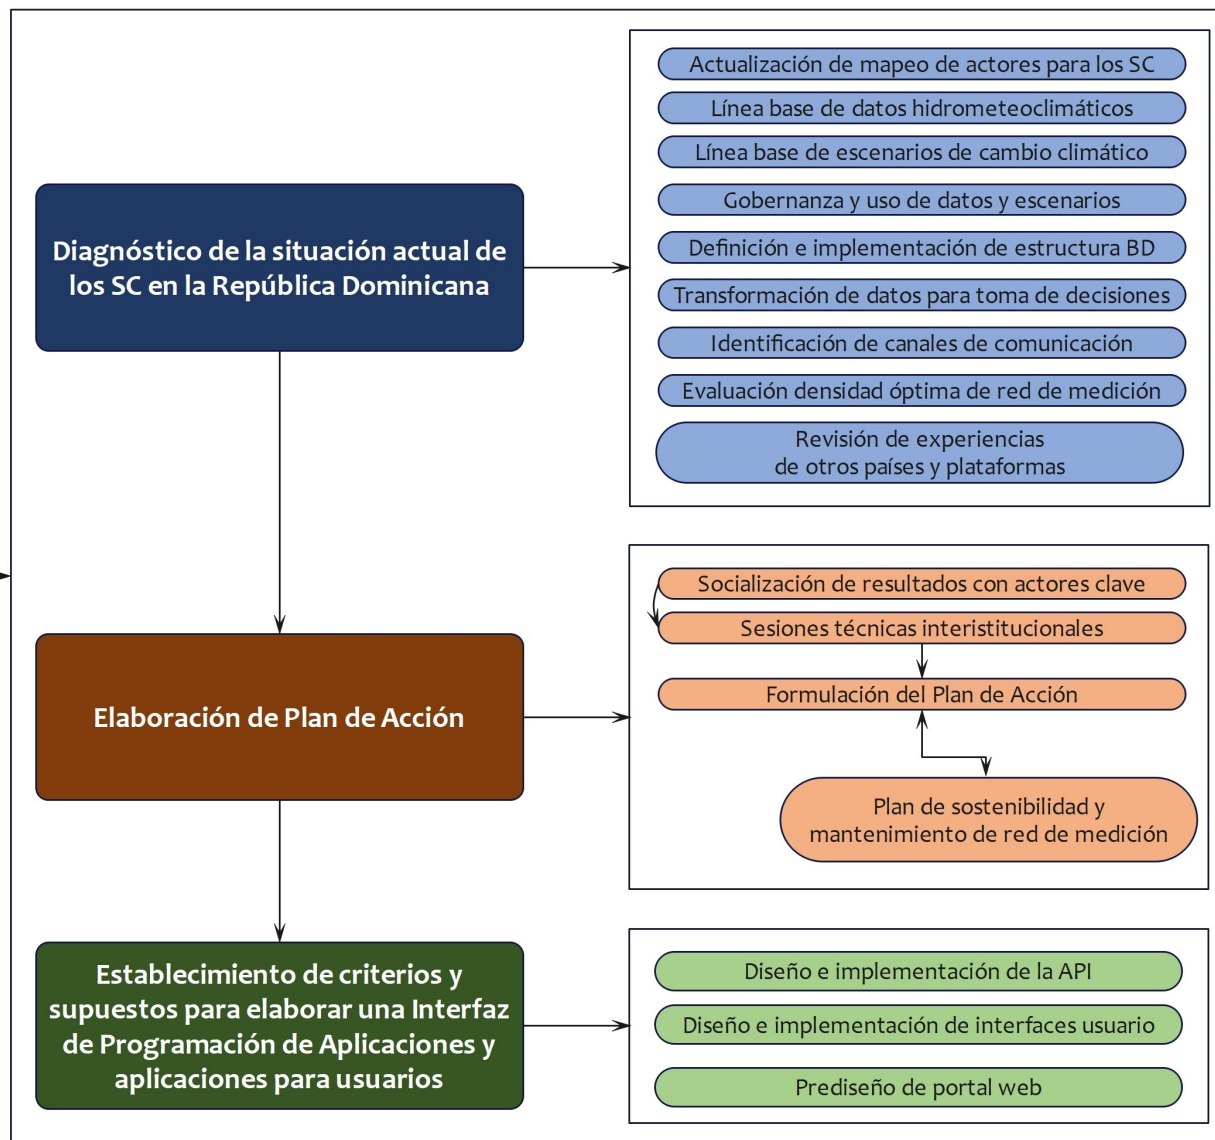 Diagnóstico de la situación actual de
los SC en la República Dominicana
Actualización de mapeo de actores para los SC
Línea base de datos hidrometeoclimáticos
Línea base de escenarios de cambio climático
Gobernanza y uso de datos y escenarios
Definición e implementación de estructura BD
Transformación de datos para toma de decisiones
Identificación de canales de comunicación
Evaluación densidad óptima de red de medición
Revisión de experiencias
de otros países y plataformas
Elaboración de Plan de Acción
Socialización de resultados con actores clave
Sesiones técnicas interistitucionales
Formulación del Plan de Acción
Plan de sostenibilidad y
mantenimiento de red de medición
Establecimiento de criterios y
supuestos para elaborar una Interfaz
de Programación de Aplicaciones y
aplicaciones para usuarios
Diseño e implementación de la API
Diseño e implementación de interfaces usuario
Prediseño de portal web